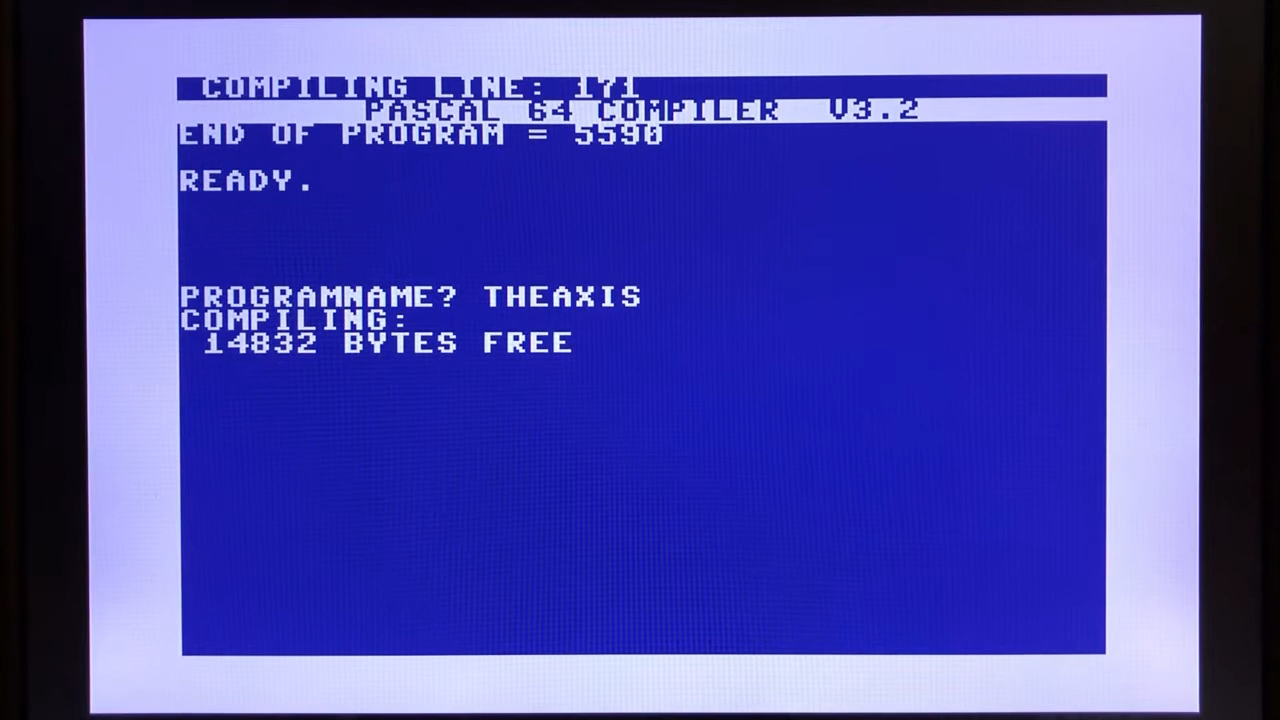 COMPILING LINE: 171
PASCAL 64 COMPILER V3.2
END OF PROGRAM = 5590
READY.
PROGRAMNAME? THEAXIS
COMPILING:
14832 BYTES FREE